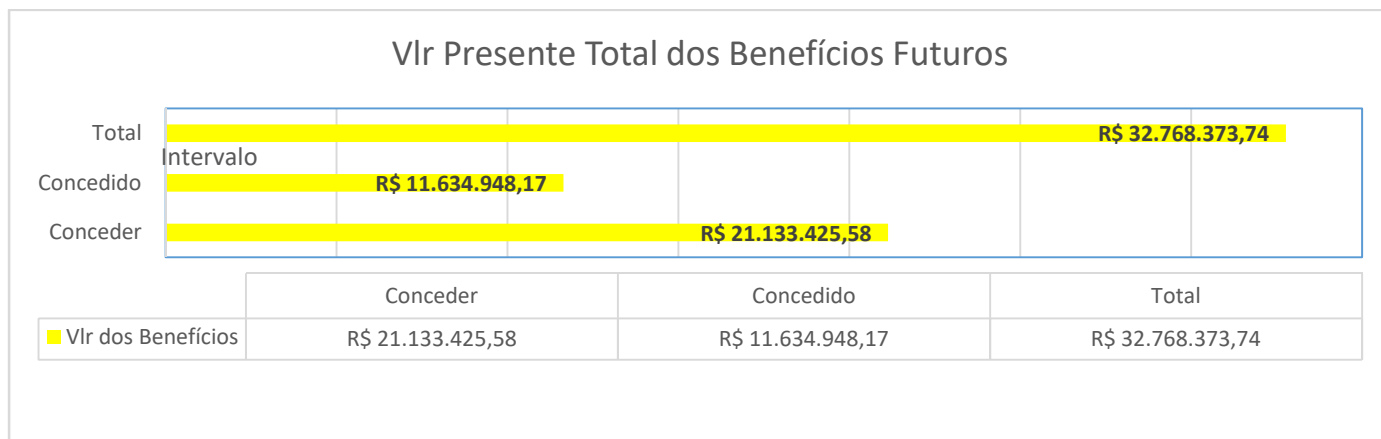 Vlr Presente Total dos Benefícios Futuros
Total
R$ 32.768.373,74
Intervalo
Concedido
R$ 11.634.948,17
Conceder
R$ 21.133.425,58
Conceder Concedido Total
Vlr dos Benefícios R$ 21.133.425,58 R$ 11.634.948,17 R$ 32.768.373,74